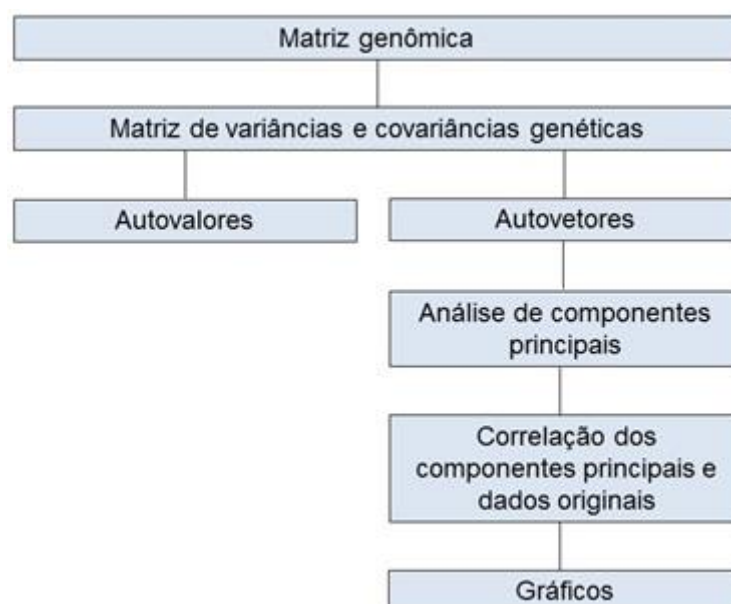 Matriz genômica
Matriz de variâncias e covariâncias genéticas
Autovalores
Autovetores
Análise de componentes
principais
Correlação dos
componentes principais e
dados originais
Gráficos